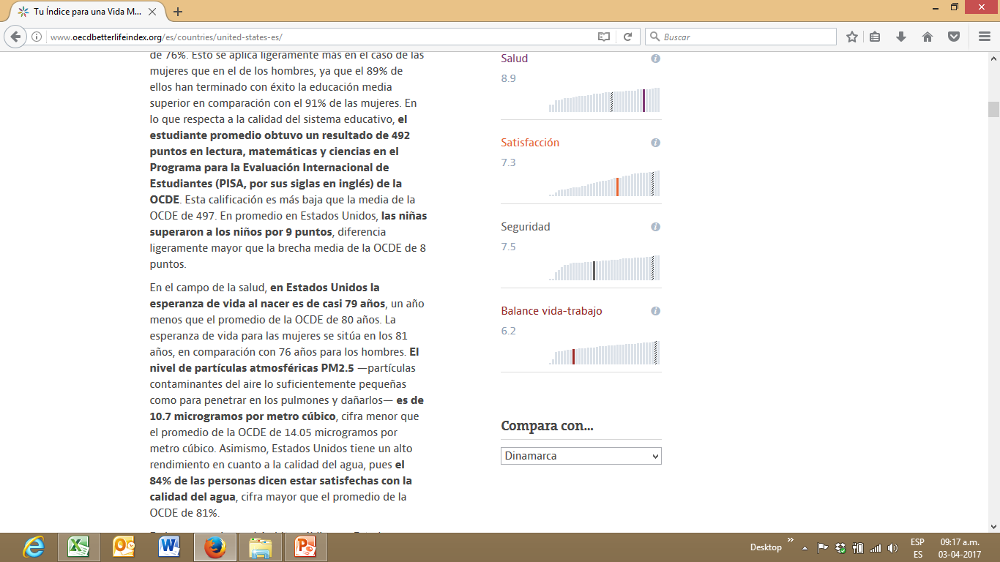 Tu Índice para una Vida M...
www.oecdbetterlifeindex.org/es/countries/united-states-es/
Buscar
de 76%. Esto se aplica ligeramente más en el caso de las
mujeres que en el de los hombres, ya que el 89% de
ellos han terminado con éxito la educación media
superior en comparación con el 91% de las mujeres. En
lo que respecta a la calidad del sistema educativo, el
estudiante promedio obtuvo un resultado de 492
puntos en lectura, matemáticas y ciencias en el
Programa para la Evaluación Internacional de
Estudiantes (PISA, por sus siglas en inglés) de la
OCDE. Esta calificación es más baja que la media de la
OCDE de 497. En promedio en Estados Unidos, las niñas
superaron a los niños por 9 puntos, diferencia
ligeramente mayor que la brecha media de la OCDE de 8
puntos.
En el campo de la salud, en Estados Unidos la
esperanza de vida al nacer es de casi 79 años, un año
menos que el promedio de la OCDE de 80 años. La
esperanza de vida para las mujeres se sitúa en los 81
años, en comparación con 76 años para los hombres. El
nivel de partículas atmosféricas PM2.5 —partículas
contaminantes del aire lo suficientemente pequeñas
como para penetrar en los pulmones y dañarlos— es de
10.7 microgramos por metro cúbico, cifra menor que
el promedio de la OCDE de 14.05 microgramos por
metro cúbico. Asimismo, Estados Unidos tiene un alto
rendimiento en cuanto a la calidad del agua, pues el
84% de las personas dicen estar satisfechas con la
calidad del agua, cifra mayor que el promedio de la
OCDE de 81%.
Salud
8.9
Satisfacción
7.3
Seguridad
7.5
Balance vida-trabajo
6.2
Compara con...
Dinamarca
Desktop
ESP
ES
09:17 a.m.
03-04-2017